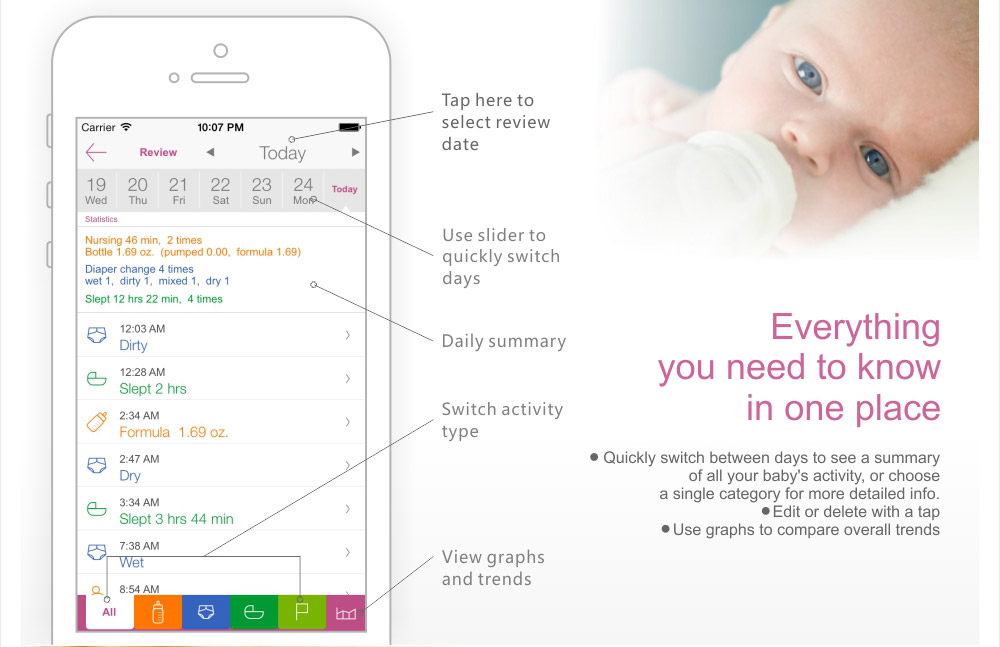 Carrier 10:07 PM
Review Today
19 20 21 22 23 24 Today
Wed Thu Fri Sat Sun Mon
Statistics
Nursing 46 min, 2 times
Bottle 1.69 oz. (pumped 0.00, formula 1.69)
Diaper change 4 times
wet 1, dirty 1, mixed 1, dry 1
Slept 12 hrs 22 min, 4 times
12:03 AM
Dirty
12:28 AM
Slept 2 hrs
2:34 AM
Formula 1.69 oz.
2:47 AM
Dry
3:34 AM
Slept 3 hrs 44 min
7:38 AM
Wet
8:54 AM
All
Tap here to
select review
date
Use slider to
quickly switch
days
Daily summary
Switch activity
type
View graphs
and trends
Everything
you need to know
in one place
● Quickly switch between days to see a summary
of all your baby's activity, or choose
a single category for more detailed info.
● Edit or delete with a tap
● Use graphs to compare overall trends